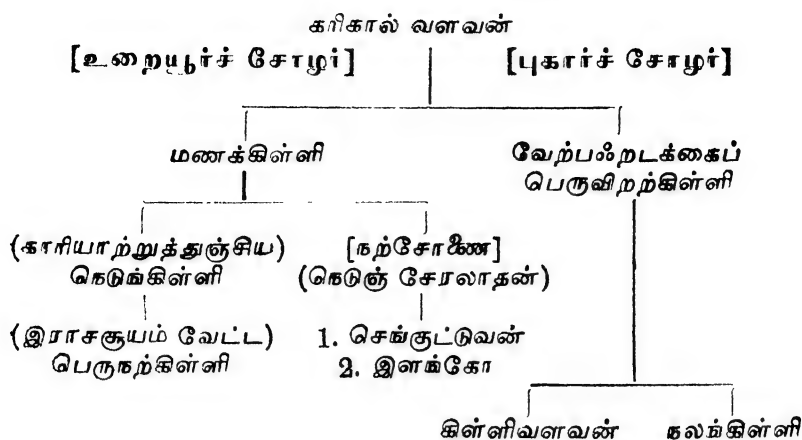 கரிகால் வளவன்
[உறையூர்ச் சோழர்] [புகார்ச் சோழர்]
மணக்கிள்ளி
வேற்பஃறடக்கைப்
பெருவிறற்கிள்ளி
(காரியாற்றுத்துஞ்சிய)
நெடுங்கிள்ளி
[நற்சோணை]
(நெடுஞ் சேரலாதன்)
(இராசசூயம் வேட்ட)
பெருநற்கிள்ளி
1. செங்குட்டுவன்
2. இளங்கோ
கிள்ளிவளவன் நலங்கிள்ளி